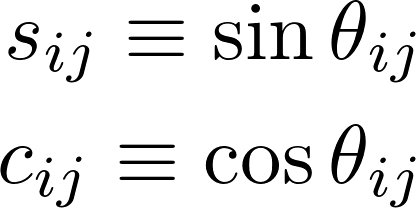 s_{ij} ≡ sin θ_{ij}
c_{ij} ≡ cos θ_{ij}